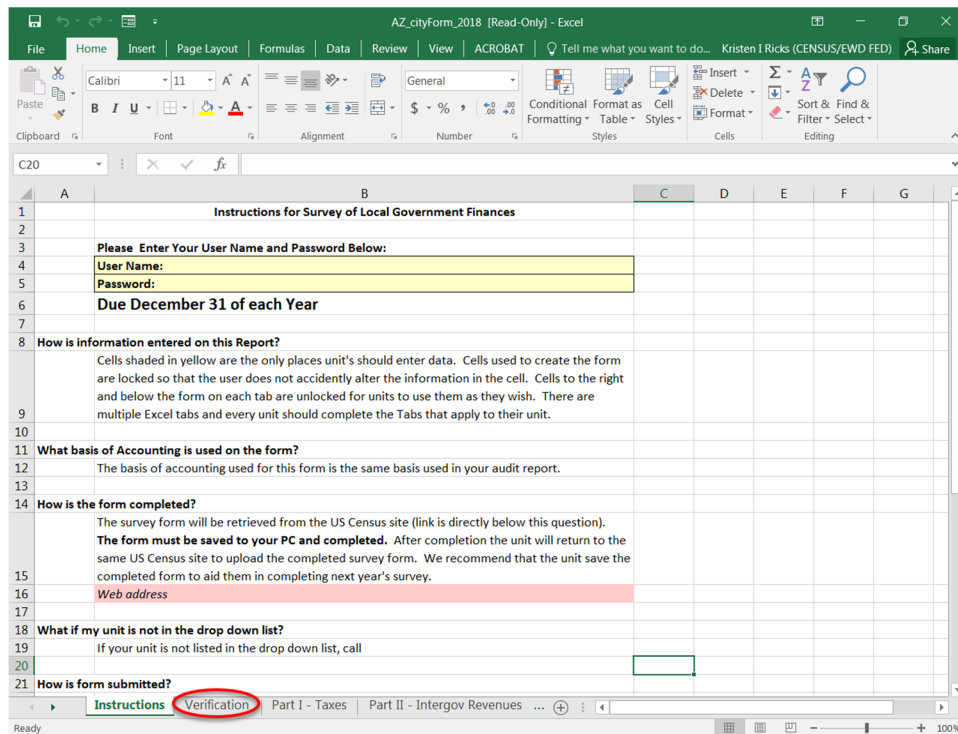 AZ_cityForm_2018 [Read-Only] - Excel
File Home Insert Page Layout Formulas Data Review View ACROBAT Tell me what you want to do... Kristen I Ricks (CENSUS/EWD FED) Share
Paste
Clipboard
Calibri 11
B I U
Font
Alignment
General
$ % ,
Number
Conditional Formatting Format as Table Cell Styles
Styles
Insert
Delete
Format
Cells
Sort & Filter Find & Select
Editing
C20 fx
A B C D E F G
1 Instructions for Survey of Local Government Finances
2
3 Please Enter Your User Name and Password Below:
4 User Name:
5 Password:
6 Due December 31 of each Year
7
8 How is information entered on this Report?
Cells shaded in yellow are the only places unit's should enter data. Cells used to create the form
are locked so that the user does not accidently alter the information in the cell. Cells to the right
and below the form on each tab are unlocked for units to use them as they wish. There are
9 multiple Excel tabs and every unit should complete the Tabs that apply to their unit.
10
11 What basis of Accounting is used on the form?
12 The basis of accounting used for this form is the same basis used in your audit report.
13
14 How is the form completed?
The survey form will be retrieved from the US Census site (link is directly below this question).
The form must be saved to your PC and completed. After completion the unit will return to the
same US Census site to upload the completed survey form. We recommend that the unit save the
15 completed form to aid them in completing next year's survey.
16 Web address
17
18 What if my unit is not in the drop down list?
19 If your unit is not listed in the drop down list, call
20
21 How is form submitted?
Instructions Verification Part I - Taxes Part II - Intergov Revenues ...
Ready 100%